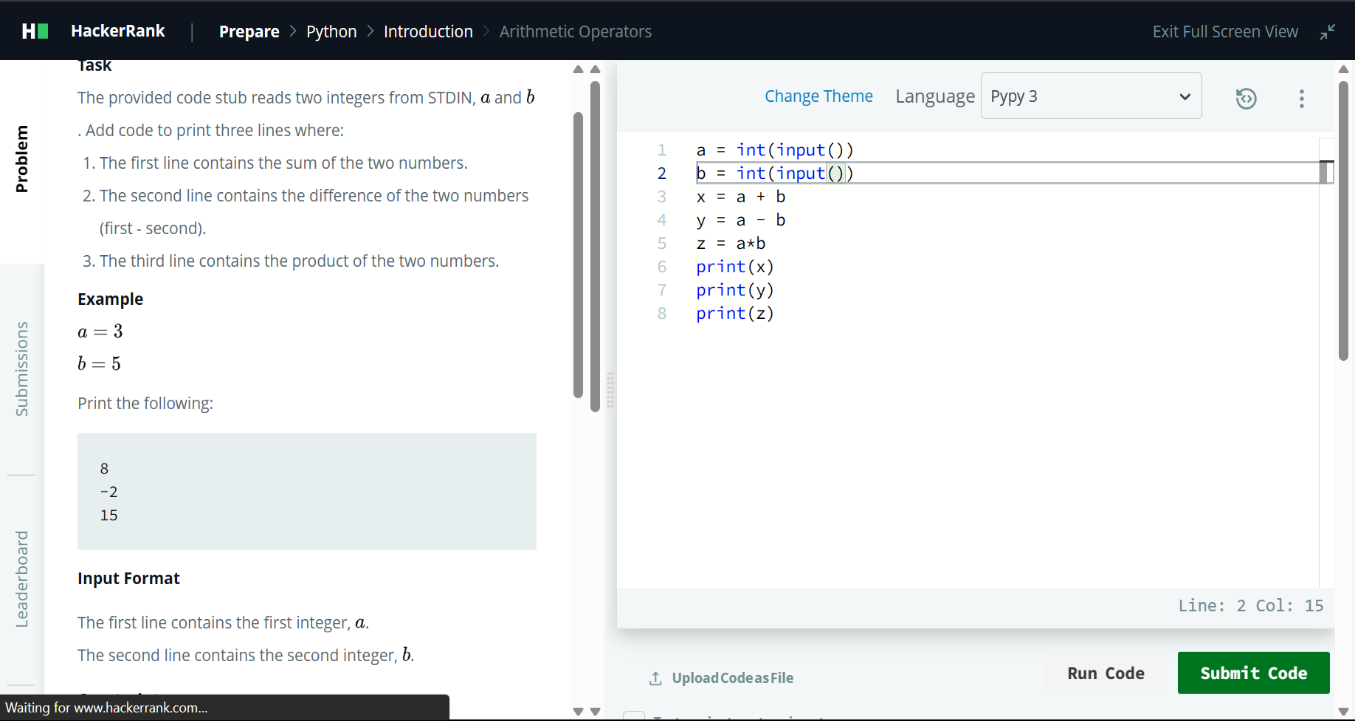 HackerRank | Prepare > Python > Introduction > Arithmetic Operators
Exit Full Screen View
Problem
Submissions
Leaderboard
Task
The provided code stub reads two integers from STDIN, a and b
. Add code to print three lines where:
1. The first line contains the sum of the two numbers.
2. The second line contains the difference of the two numbers
(first - second).
3. The third line contains the product of the two numbers.
Example
a = 3
b = 5
Print the following:
8
-2
15
Input Format
The first line contains the first integer, a.
The second line contains the second integer, b.
Waiting for www.hackerrank.com...
Change Theme Language Pypy 3
1 a = int(input())
2 b = int(input())
3 x = a + b
4 y = a - b
5 z = a*b
6 print(x)
7 print(y)
8 print(z)
Line: 2 Col: 15
Upload Code as File
Run Code
Submit Code